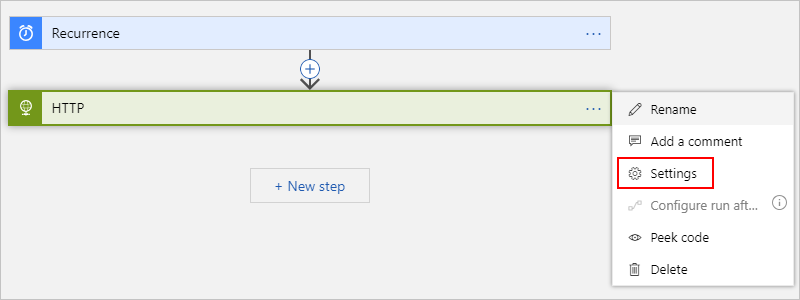 Recurrence
...
HTTP
...
Rename
Add a comment
Settings
Configure run aft...
Peek code
Delete
+ New step